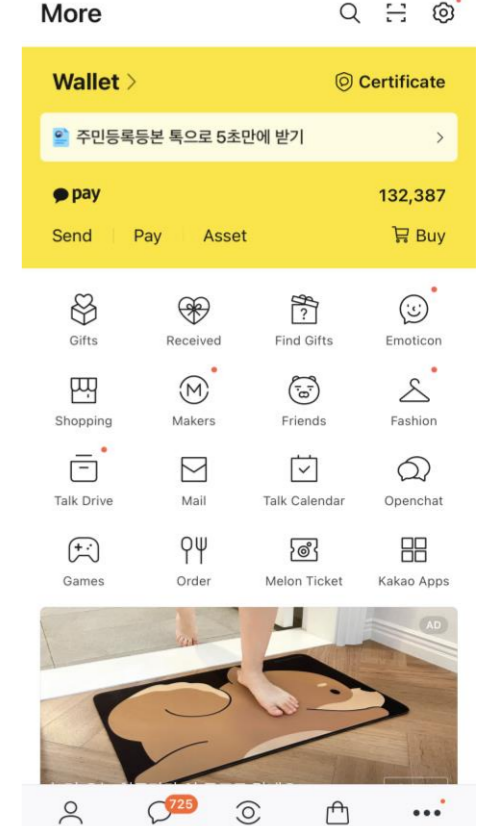 More
Wallet >
Certificate
주민등록등본 톡으로 5초만에 받기
pay
132,387
Send
Pay
Asset
Buy
Gifts
Received
Find Gifts
Emoticon
Shopping
Makers
Friends
Fashion
Talk Drive
Mail
Talk Calendar
Openchat
Games
Order
Melon Ticket
Kakao Apps
AD
725